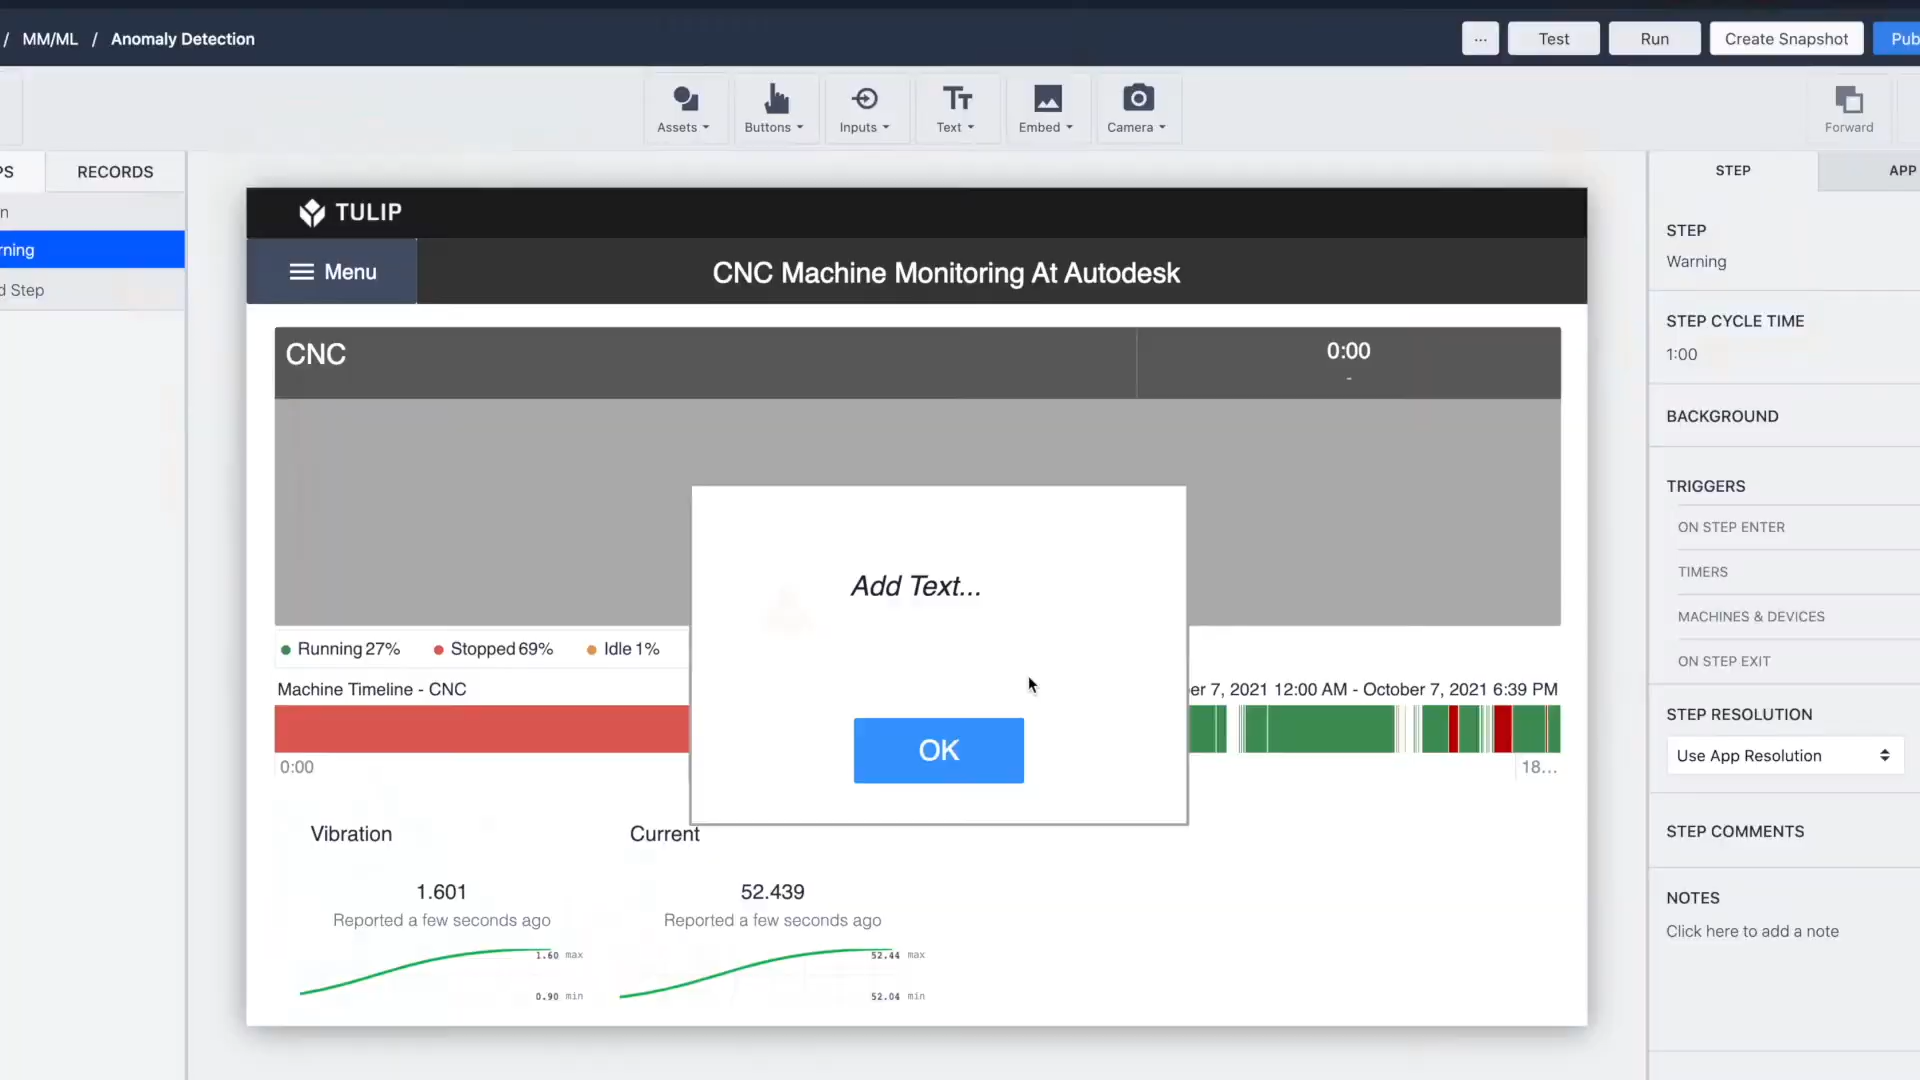 / MM/ML / Anomaly Detection
... Test Run Create Snapshot Pub
Assets Buttons Inputs Text Embed Camera Forward
PS RECORDS
n
rning
d Step
TULIP
Menu
CNC Machine Monitoring At Autodesk
CNC
0:00
-
Add Text...
OK
Running 27% Stopped 69% Idle 1%
Machine Timeline - CNC
er 7, 2021 12:00 AM - October 7, 2021 6:39 PM
0:00
18...
Vibration
1.601
Reported a few seconds ago
1.60 max
0.90 min
Current
52.439
Reported a few seconds ago
52.44 max
52.04 min
STEP APP
STEP
Warning
STEP CYCLE TIME
1:00
BACKGROUND
TRIGGERS
ON STEP ENTER
TIMERS
MACHINES & DEVICES
ON STEP EXIT
STEP RESOLUTION
Use App Resolution
STEP COMMENTS
NOTES
Click here to add a note